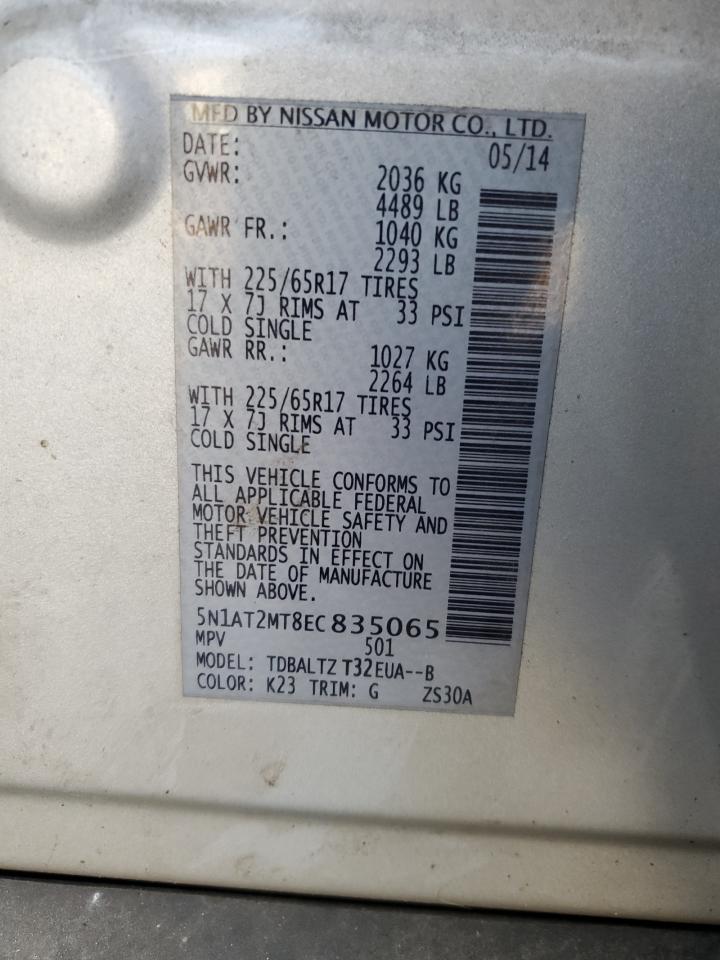 MFD BY NISSAN MOTOR CO., LTD.
DATE: 05/14
GVWR: 2036 KG
4489 LB
GAWR FR.: 1040 KG
2293 LB
WITH 225/65R17 TIRES
17 X 7J RIMS AT 33 PSI
COLD SINGLE
GAWR RR.: 1027 KG
2264 LB
WITH 225/65R17 TIRES
17 X 7J RIMS AT 33 PSI
COLD SINGLE
THIS VEHICLE CONFORMS TO
ALL APPLICABLE FEDERAL
MOTOR VEHICLE SAFETY AND
THEFT PREVENTION
STANDARDS IN EFFECT ON
THE DATE OF MANUFACTURE
SHOWN ABOVE.
5N1AT2MT8EC835065
MPV 501
MODEL: TDBALTZ T32EUA--B
COLOR: K23 TRIM: G ZS30A